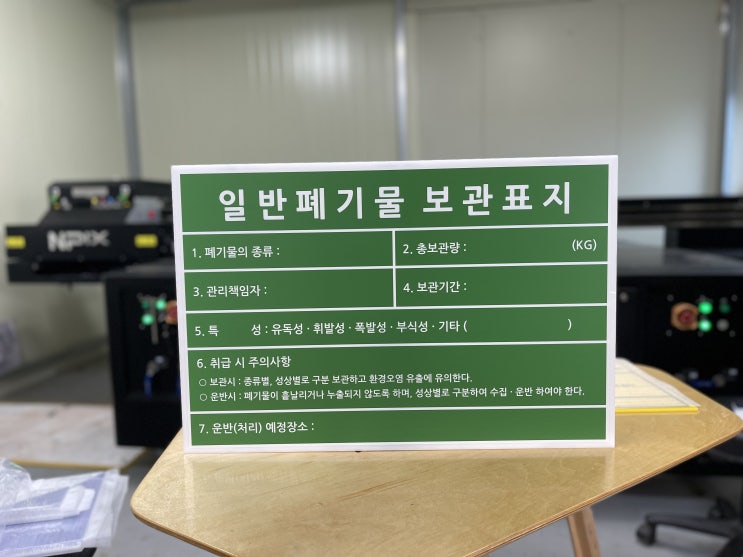 일반폐기물 보관표지
1. 폐기물의 종류 :
2. 총보관량 : (KG)
3. 관리책임자 :
4. 보관기간 :
5. 특 성 : 유독성 · 휘발성 · 폭발성 · 부식성 · 기타 ( )
6. 취급 시 주의사항
○ 보관시 : 종류별, 성상별로 구분 보관하고 환경오염 유출에 유의한다.
○ 운반시 : 폐기물이 흩날리거나 누출되지 않도록 하며, 성상별로 구분하여 수집 · 운반 하여야 한다.
7. 운반(처리) 예정장소 :